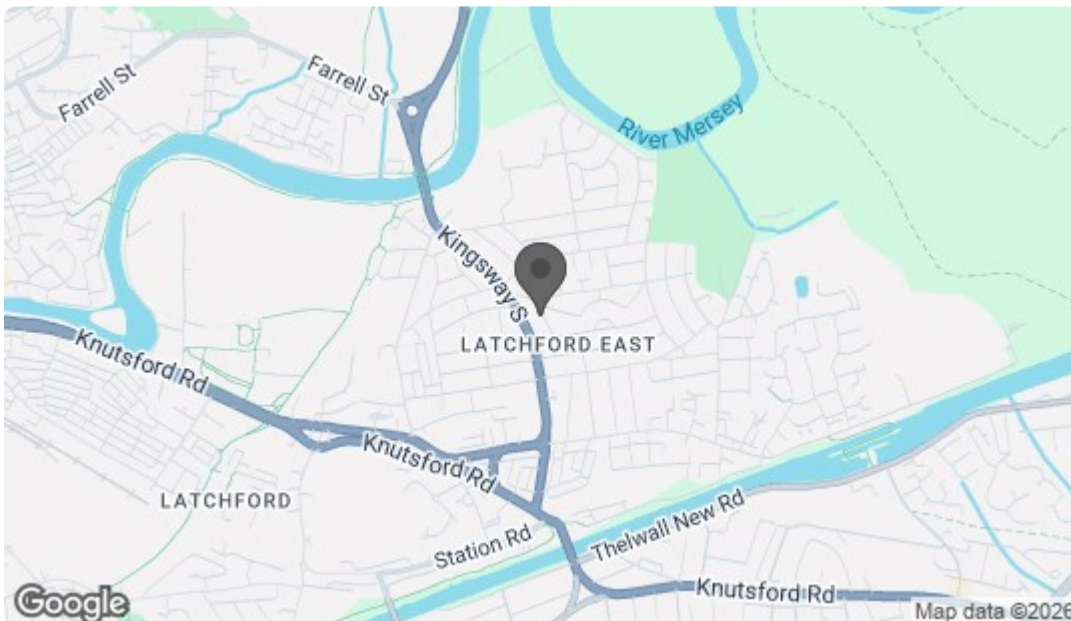 Farrell St
Farrell St
River Mersey
Kingsway S
LATCHFORD EAST
Knutsford Rd
Knutsford Rd
LATCHFORD
Station Rd
Thelwall New Rd
Knutsford Rd
Google
Map data ©2026